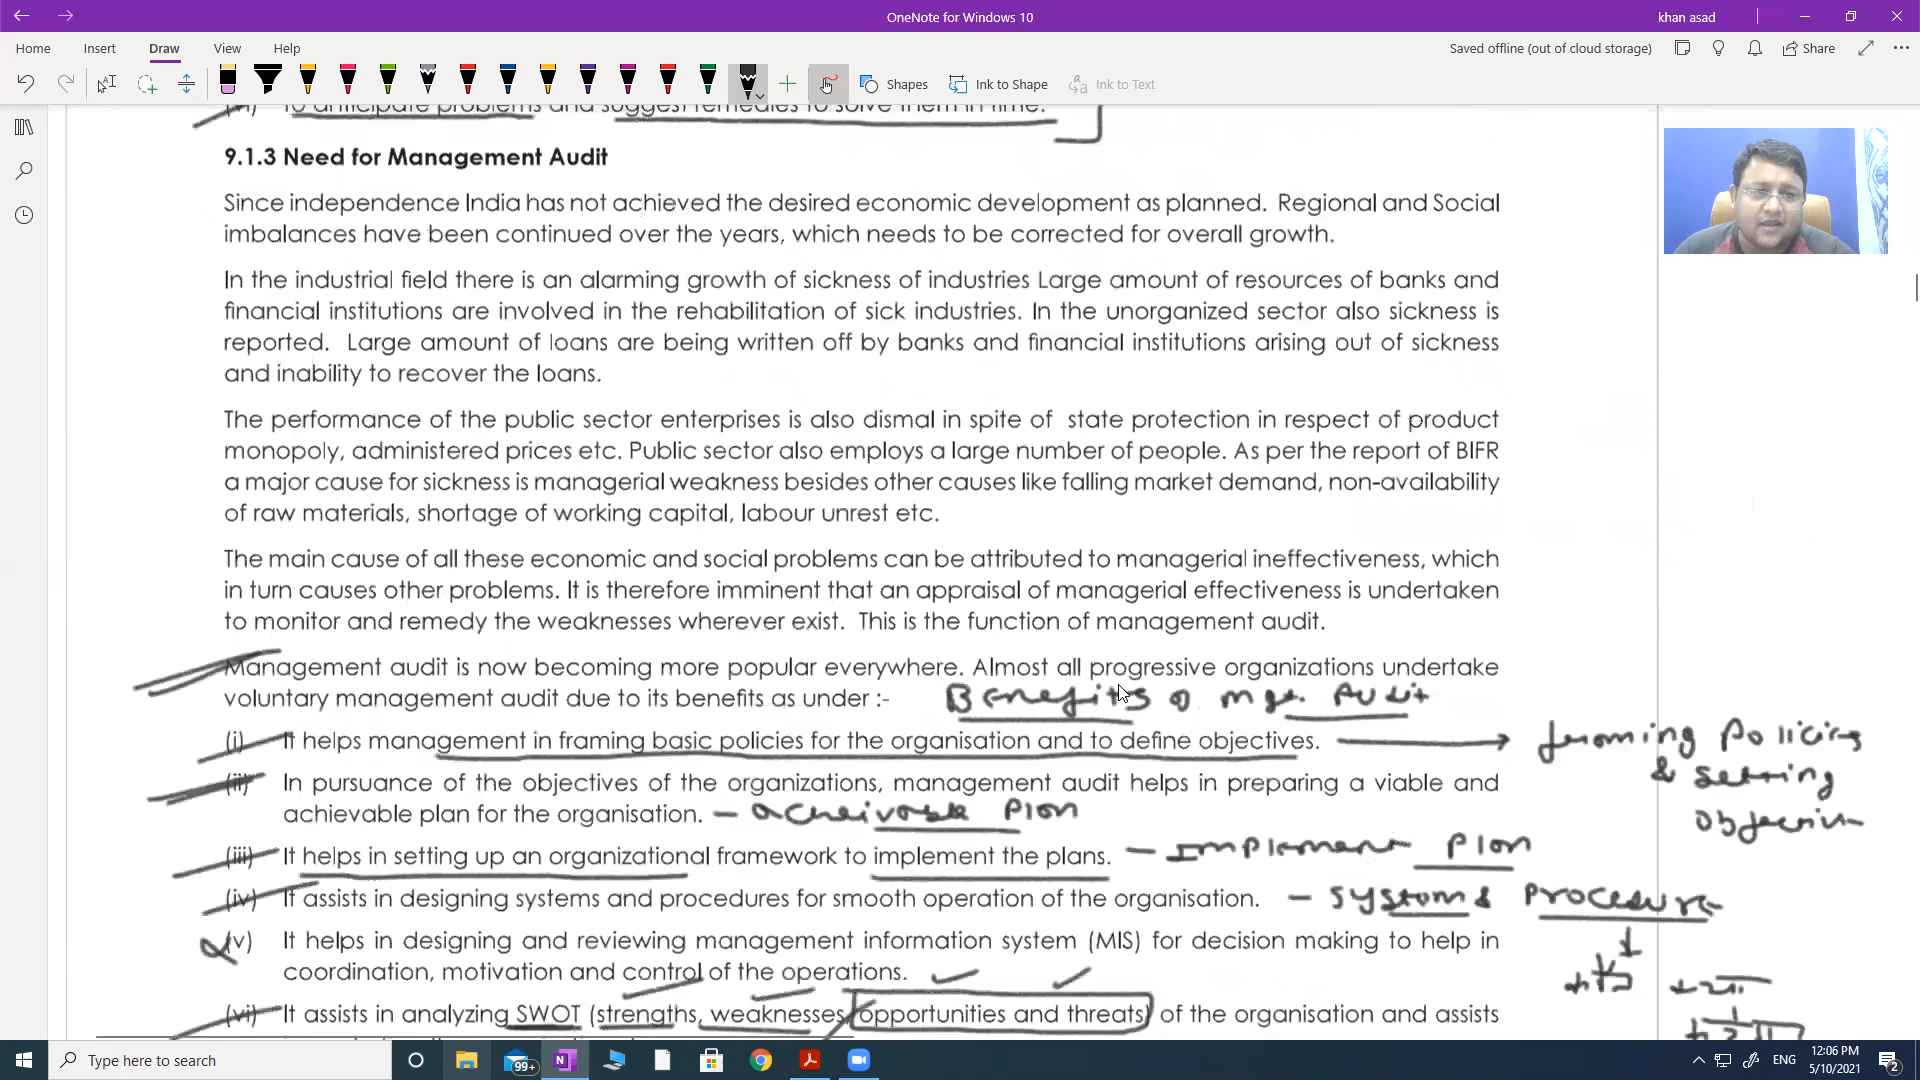 OneNote for Windows 10
khan asad
Home Insert Draw View Help
Saved offline (out of cloud storage)
Share
Shapes
Ink to Shape
Ink to Text
To anticipate problems and suggest remedies to solve them in time.
9.1.3 Need for Management Audit
Since independence India has not achieved the desired economic development as planned. Regional and Social
imbalances have been continued over the years, which needs to be corrected for overall growth.
In the industrial field there is an alarming growth of sickness of industries Large amount of resources of banks and
financial institutions are involved in the rehabilitation of sick industries. In the unorganized sector also sickness is
reported. Large amount of loans are being written off by banks and financial institutions arising out of sickness
and inability to recover the loans.
The performance of the public sector enterprises is also dismal in spite of state protection in respect of product
monopoly, administered prices etc. Public sector also employs a large number of people. As per the report of BIFR
a major cause for sickness is managerial weakness besides other causes like falling market demand, non-availability
of raw materials, shortage of working capital, labour unrest etc.
The main cause of all these economic and social problems can be attributed to managerial ineffectiveness, which
in turn causes other problems. It is therefore imminent that an appraisal of managerial effectiveness is undertaken
to monitor and remedy the weaknesses wherever exist. This is the function of management audit.
Management audit is now becoming more popular everywhere. Almost all progressive organizations undertake
voluntary management audit due to its benefits as under :-
Benefits of mgt. Audit
(i) It helps management in framing basic policies for the organisation and to define objectives.
& setting
(ii) In pursuance of the objectives of the organizations, management audit helps in preparing a viable and
achievable plan for the organisation. - Plan
(iii) It helps in setting up an organizational framework to implement the plans. - Implement Plan
(iv) It assists in designing systems and procedures for smooth operation of the organisation. - System & Procedure
(v) It helps in designing and reviewing management information system (MIS) for decision making to help in
coordination, motivation and control of the operations.
(vi) It assists in analyzing SWOT (strengths, weaknesses, opportunities and threats) of the organisation and assists
Type here to search
99+
ENG
12:06 PM
5/10/2021
2